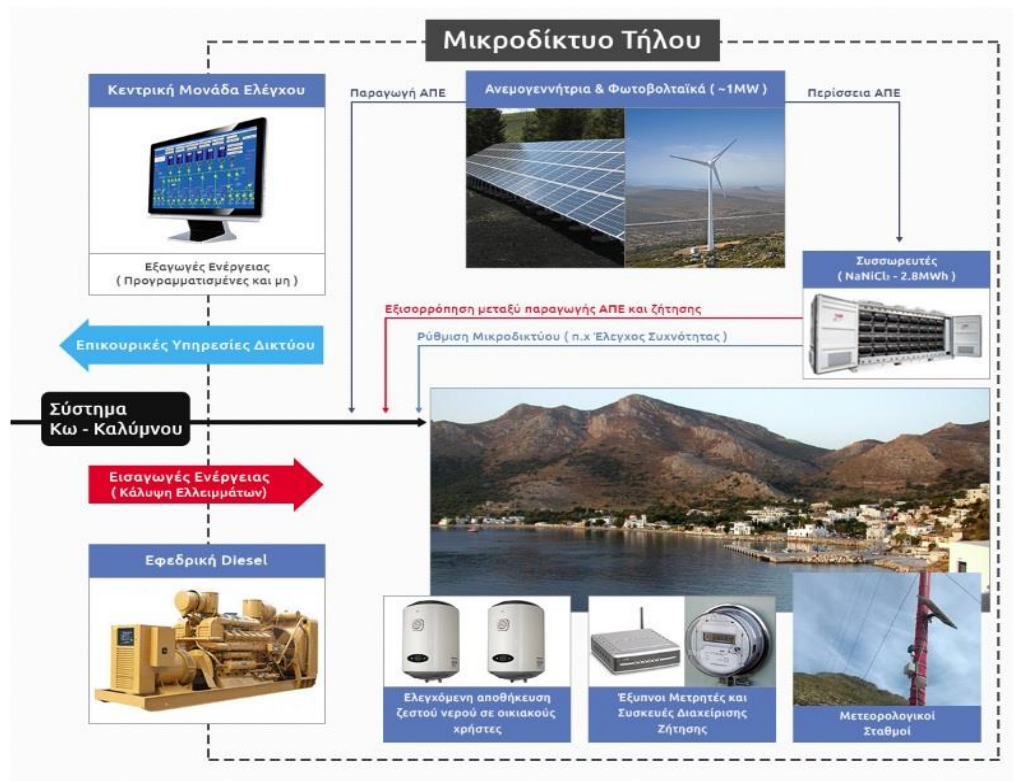 Μικροδίκτυο Τήλου
Κεντρική Μονάδα Ελέγχου
Παραγωγή ΑΠΕ
Ανεμογεννήτρια & Φωτοβολταϊκά ( ~1MW )
Περίσσεια ΑΠΕ
Εξαγωγές Ενέργειας
( Προγραμματισμένες και μη )
Συσσωρευτές
( NaNiCl₂ - 2.8MWh )
Εξισορρόπηση μεταξύ παραγωγής ΑΠΕ και ζήτησης
Επικουρικές Υπηρεσίες Δικτύου
Ρύθμιση Μικροδικτύου ( π.χ Έλεγχος Συχνότητας )
Σύστημα
Κω - Καλύμνου
Εισαγωγές Ενέργειας
( Κάλυψη Ελλειμμάτων)
Εφεδρική Diesel
Ελεγχόμενη αποθήκευση
ζεστού νερού σε οικιακούς
χρήστες
Έξυπνοι Μετρητές και
Συσκευές Διαχείρισης
Ζήτησης
Μετεορολογικοί
Σταθμοί